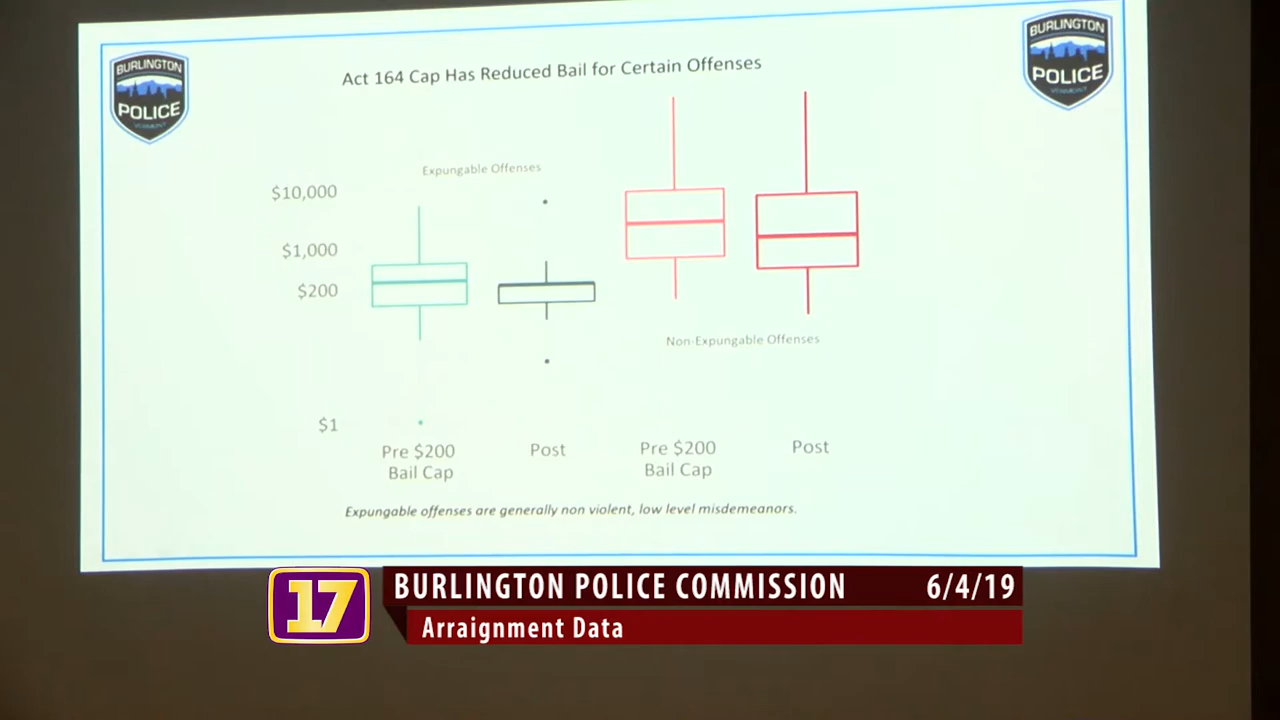 BURLINGTON
POLICE
VERMONT
BURLINGTON
POLICE
VERMONT
Act 164 Cap Has Reduced Bail for Certain Offenses
Expungable Offenses
$10,000
$1,000
$200
Non-Expungable Offenses
$1
Pre $200
Bail Cap
Post
Pre $200
Bail Cap
Post
Expungable offenses are generally non violent, low level misdemeanors.
17
BURLINGTON POLICE COMMISSION 6/4/19
Arraignment Data